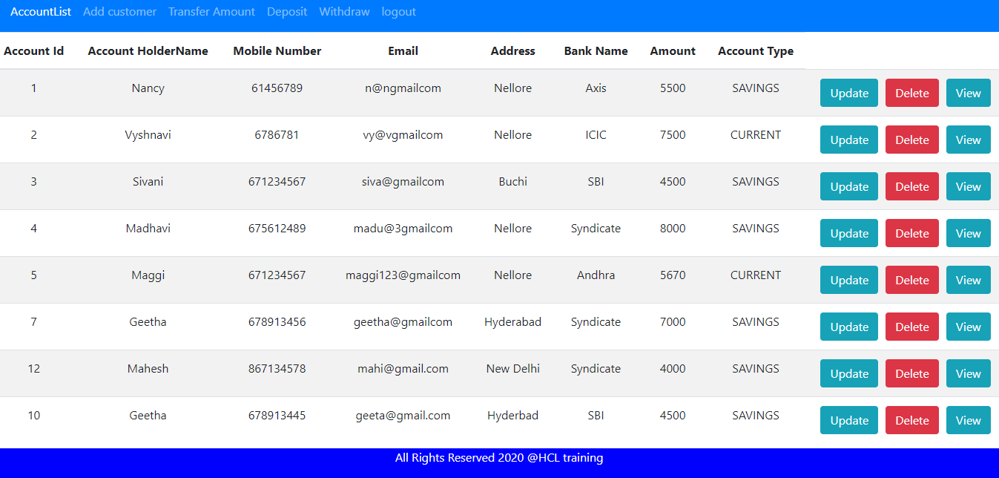 AccountList Add customer Transfer Amount Deposit Withdraw logout
Account Id Account HolderName Mobile Number Email Address Bank Name Amount Account Type
1 Nancy 61456789 n@ngmailcom Nellore Axis 5500 SAVINGS Update Delete View
2 Vyshnavi 6786781 vy@vgmailcom Nellore ICIC 7500 CURRENT Update Delete View
3 Sivani 671234567 siva@gmailcom Buchi SBI 4500 SAVINGS Update Delete View
4 Madhavi 675612489 madu@3gmailcom Nellore Syndicate 8000 SAVINGS Update Delete View
5 Maggi 671234567 maggi123@gmailcom Nellore Andhra 5670 CURRENT Update Delete View
7 Geetha 678913456 geetha@gmailcom Hyderabad Syndicate 7000 SAVINGS Update Delete View
12 Mahesh 867134578 mahi@gmail.com New Delhi Syndicate 4000 SAVINGS Update Delete View
10 Geetha 678913445 geeta@gmail.com Hyderbad SBI 4500 SAVINGS Update Delete View
All Rights Reserved 2020 @HCL training